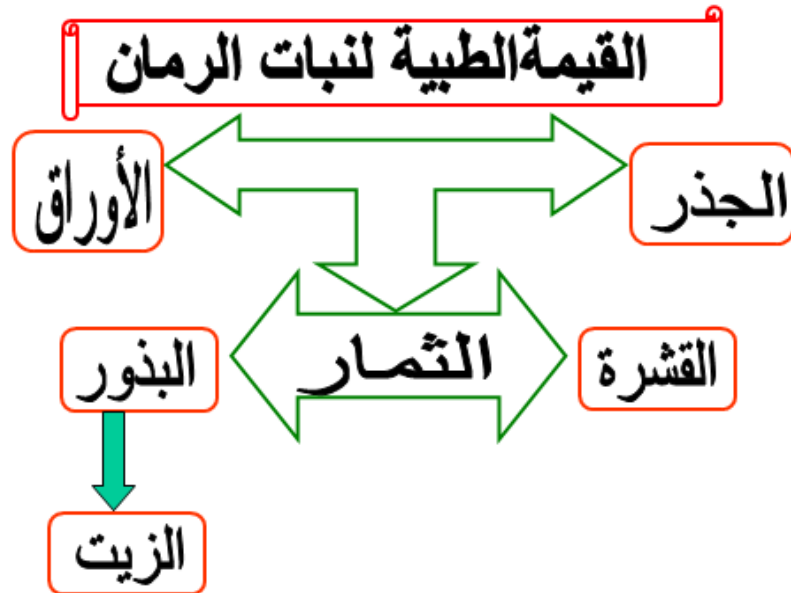 القيمةالطبية لنبات الرمان
الجذر
الأوراق
القشرة
الثمار
البذور
الزيت